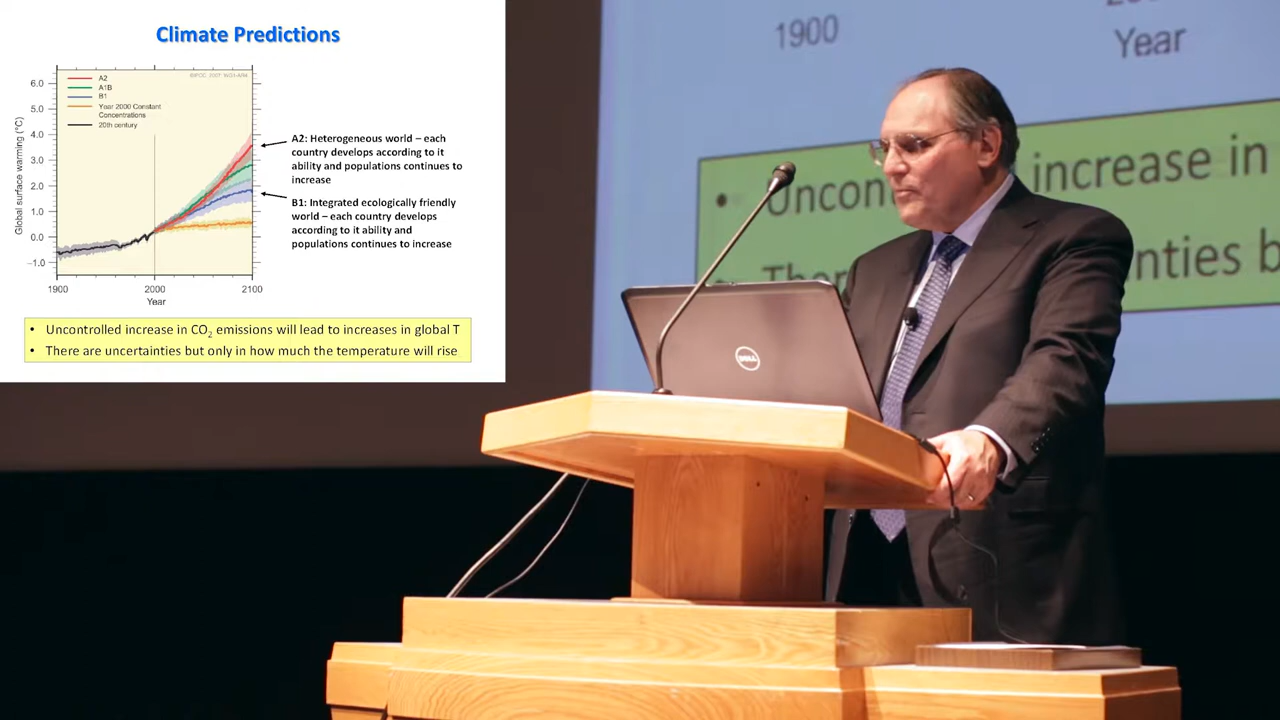 Climate Predictions
A2
A1B
B1
Year 2000 Constant
Concentrations
20th century
6.0
5.0
4.0
3.0
2.0
1.0
0.0
−1.0
Global surface warming (°C)
1900
2000
2100
Year
A2: Heterogeneous world – each
country develops according to it
ability and populations continues to
increase
B1: Integrated ecologically friendly
world – each country develops
according to it ability and
populations continues to increase
• Uncontrolled increase in CO₂ emissions will lead to increases in global T
• There are uncertainties but only in how much the temperature will rise
1900
Year
• Uncon increase in
Ther nties b
DELL